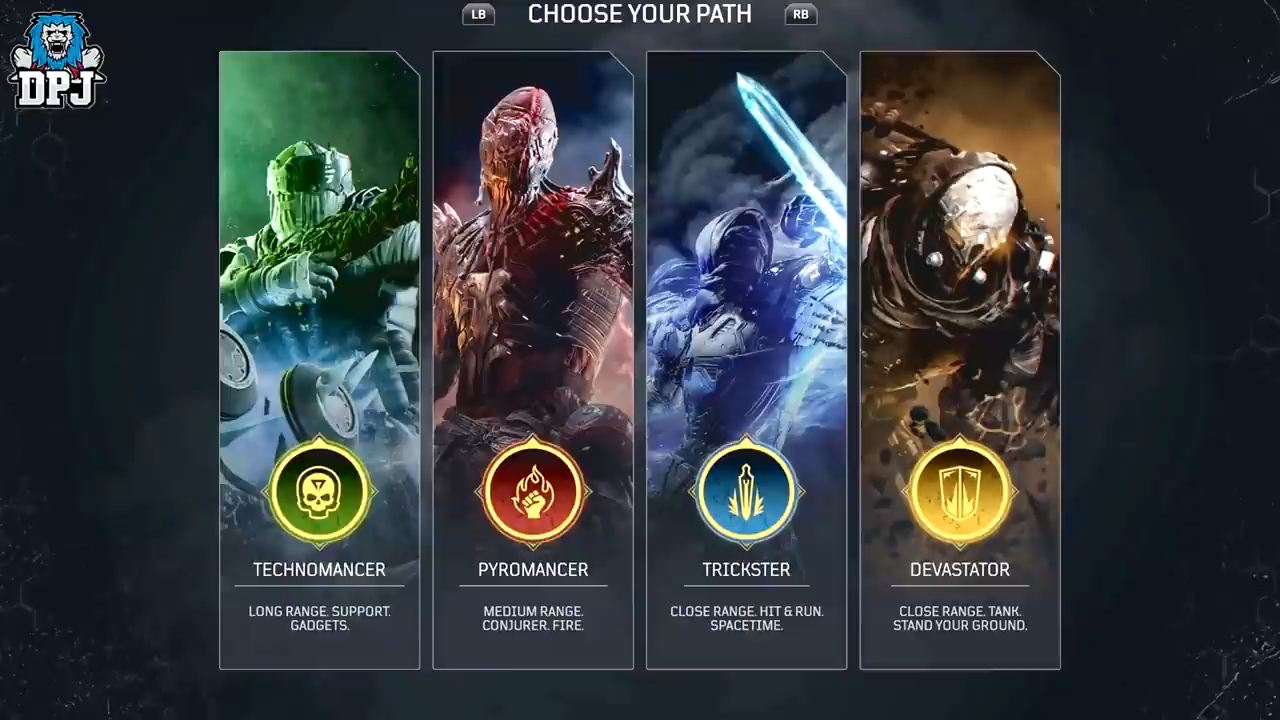 LB CHOOSE YOUR PATH RB
DPJ
TECHNOMANCER
LONG RANGE. SUPPORT.
GADGETS.
PYROMANCER
MEDIUM RANGE.
CONJURER. FIRE.
TRICKSTER
CLOSE RANGE. HIT & RUN.
SPACETIME.
DEVASTATOR
CLOSE RANGE. TANK.
STAND YOUR GROUND.